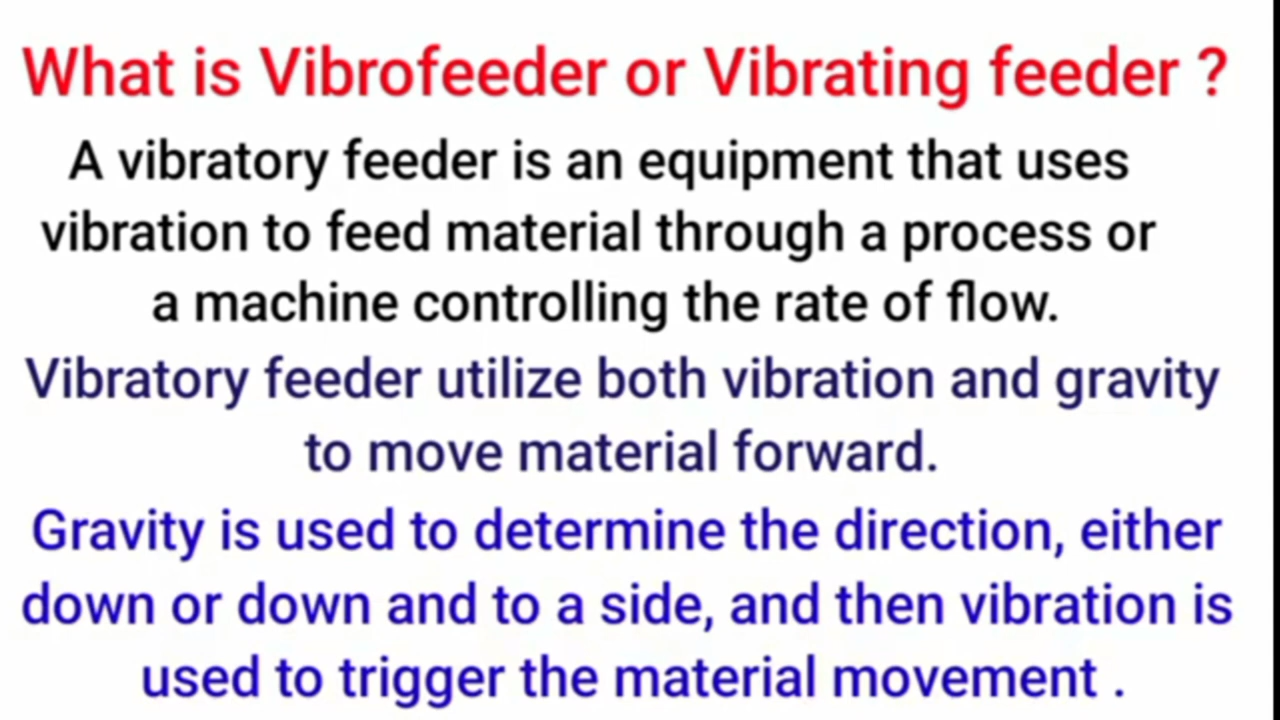 What is Vibrofeeder or Vibrating feeder ?
A vibratory feeder is an equipment that uses
vibration to feed material through a process or
a machine controlling the rate of flow.
Vibratory feeder utilize both vibration and gravity
to move material forward.
Gravity is used to determine the direction, either
down or down and to a side, and then vibration is
used to trigger the material movement .